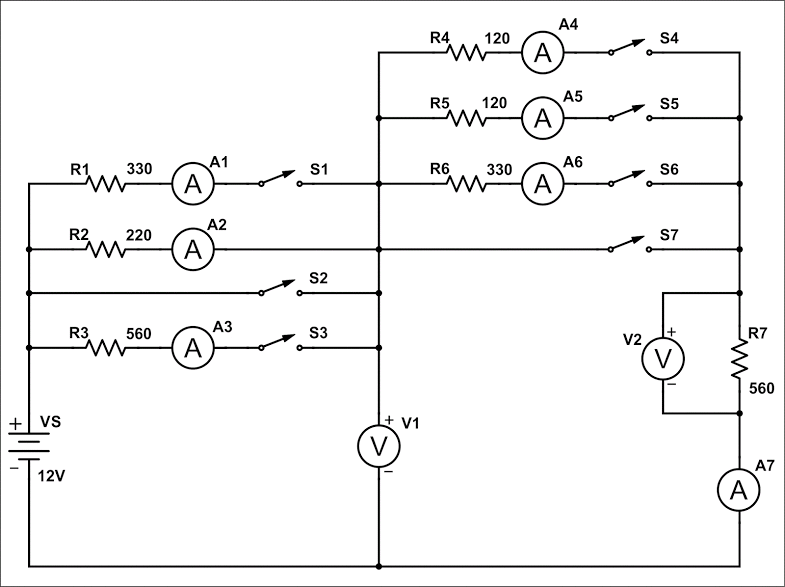 R4 120 A4 S4
A
R5 120 A5 S5
A
R1 330 A1 S1
A
R6 330 A6 S6
A
R2 220 A2
A
S7
S2
R3 560 A3 S3
A
V2 + V −
R7
560
+ VS
− 12V
+ V1
V
−
A7
A